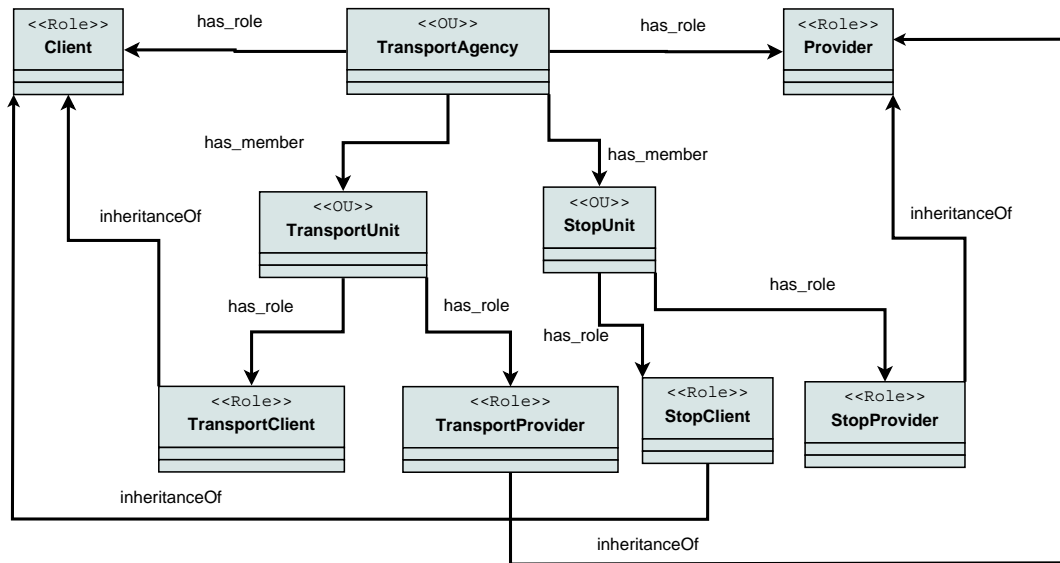 <<Role>>
Client
has_role
<<OU>>
TransportAgency
has_role
<<Role>>
Provider
has_member
has_member
inheritanceOf
<<OU>>
TransportUnit
<<OU>>
StopUnit
inheritanceOf
has_role
has_role
has_role
has_role
<<Role>>
TransportClient
<<Role>>
TransportProvider
<<Role>>
StopClient
<<Role>>
StopProvider
inheritanceOf
inheritanceOf